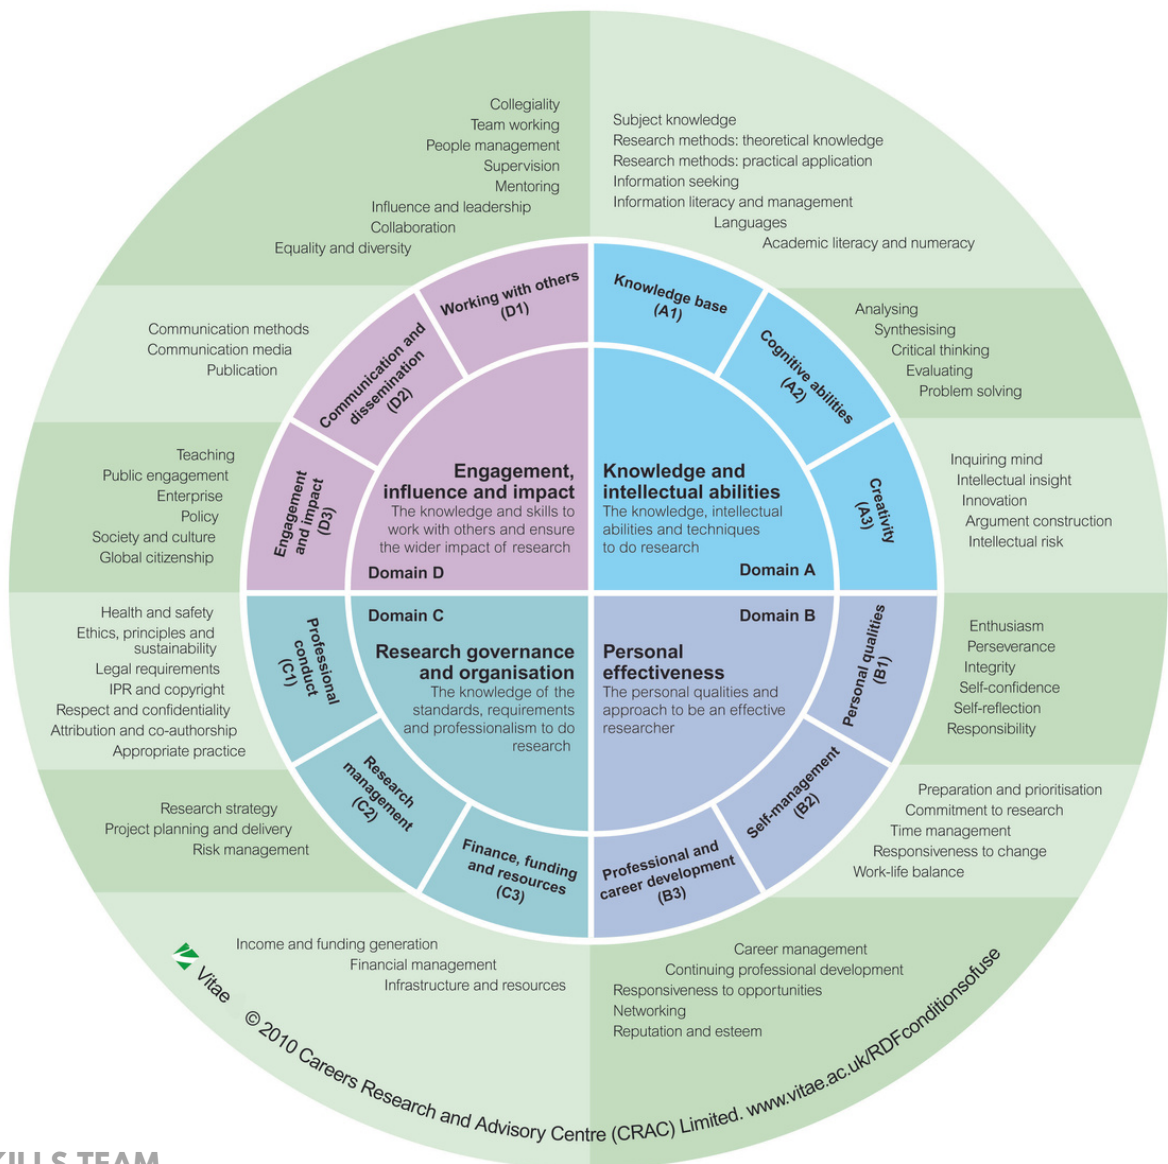 Collegiality
Team working
People management
Supervision
Mentoring
Influence and leadership
Collaboration
Equality and diversity
Subject knowledge
Research methods: theoretical knowledge
Research methods: practical application
Information seeking
Information literacy and management
Languages
Academic literacy and numeracy
Working with others
(D1)
Knowledge base
(A1)
Communication methods
Communication media
Publication
Communication and
dissemination
(D2)
Cognitive abilities
(A2)
Analysing
Synthesising
Critical thinking
Evaluating
Problem solving
Teaching
Public engagement
Enterprise
Policy
Society and culture
Global citizenship
Engagement
and impact
(D3)
Creativity
(A3)
Inquiring mind
Intellectual insight
Innovation
Argument construction
Intellectual risk
Engagement,
influence and impact
The knowledge and skills to
work with others and ensure
the wider impact of research
Domain D
Knowledge and
intellectual abilities
The knowledge, intellectual
abilities and techniques
to do research
Domain A
Domain C
Research governance
and organisation
The knowledge of the
standards, requirements
and professionalism to do
research
Domain B
Personal
effectiveness
The personal qualities and
approach to be an effective
researcher
Health and safety
Ethics, principles and
sustainability
Legal requirements
IPR and copyright
Respect and confidentiality
Attribution and co-authorship
Appropriate practice
Professional
conduct
(C1)
Personal qualities
(B1)
Enthusiasm
Perseverance
Integrity
Self-confidence
Self-reflection
Responsibility
Research strategy
Project planning and delivery
Risk management
Research
management
(C2)
Self-management
(B2)
Preparation and prioritisation
Commitment to research
Time management
Responsiveness to change
Work-life balance
Finance, funding
and resources
(C3)
Professional and
career development
(B3)
Income and funding generation
Financial management
Infrastructure and resources
Career management
Continuing professional development
Responsiveness to opportunities
Networking
Reputation and esteem
Vitae © 2010 Careers Research and Advisory Centre (CRAC) Limited. www.vitae.ac.uk/RDFconditionsofuse
TEAM